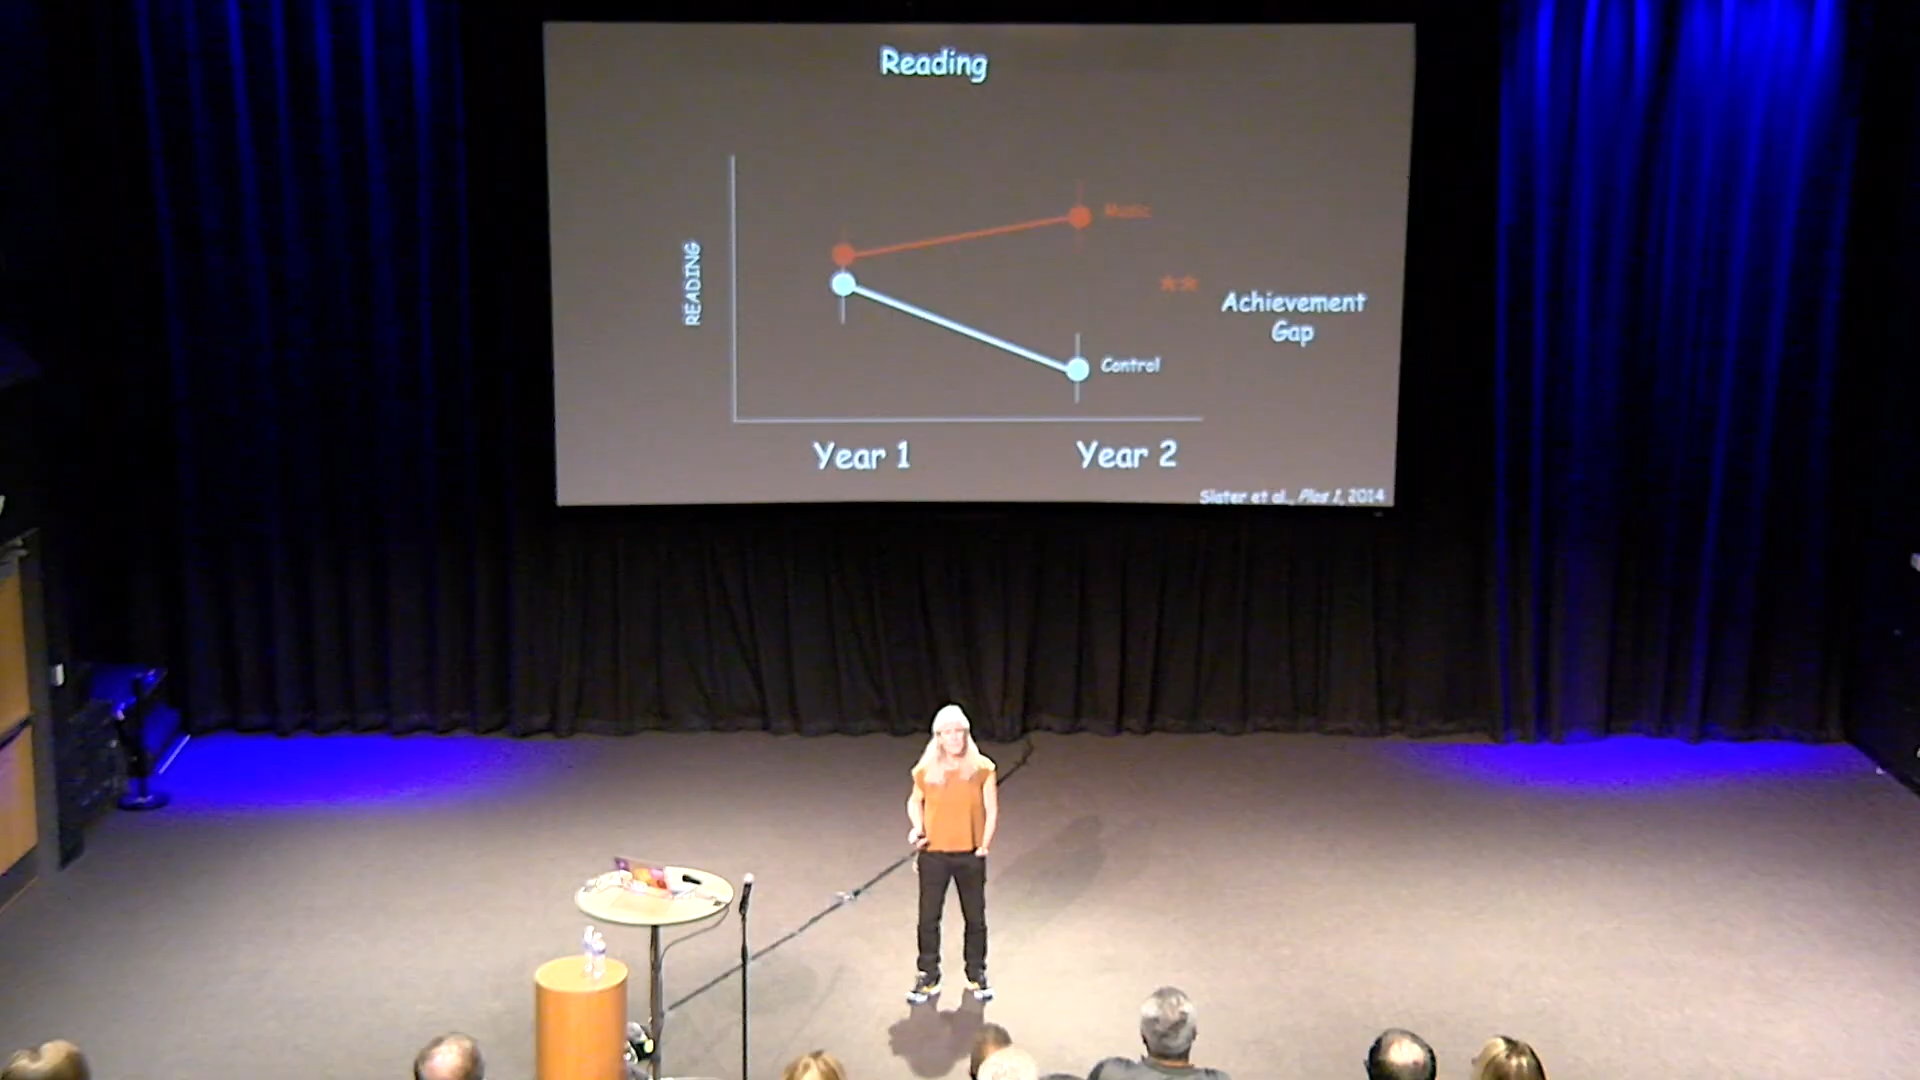 Reading
Music
READING
**
Achievement
Gap
Control
Year 1
Year 2
Slater et al., Plos 1, 2014